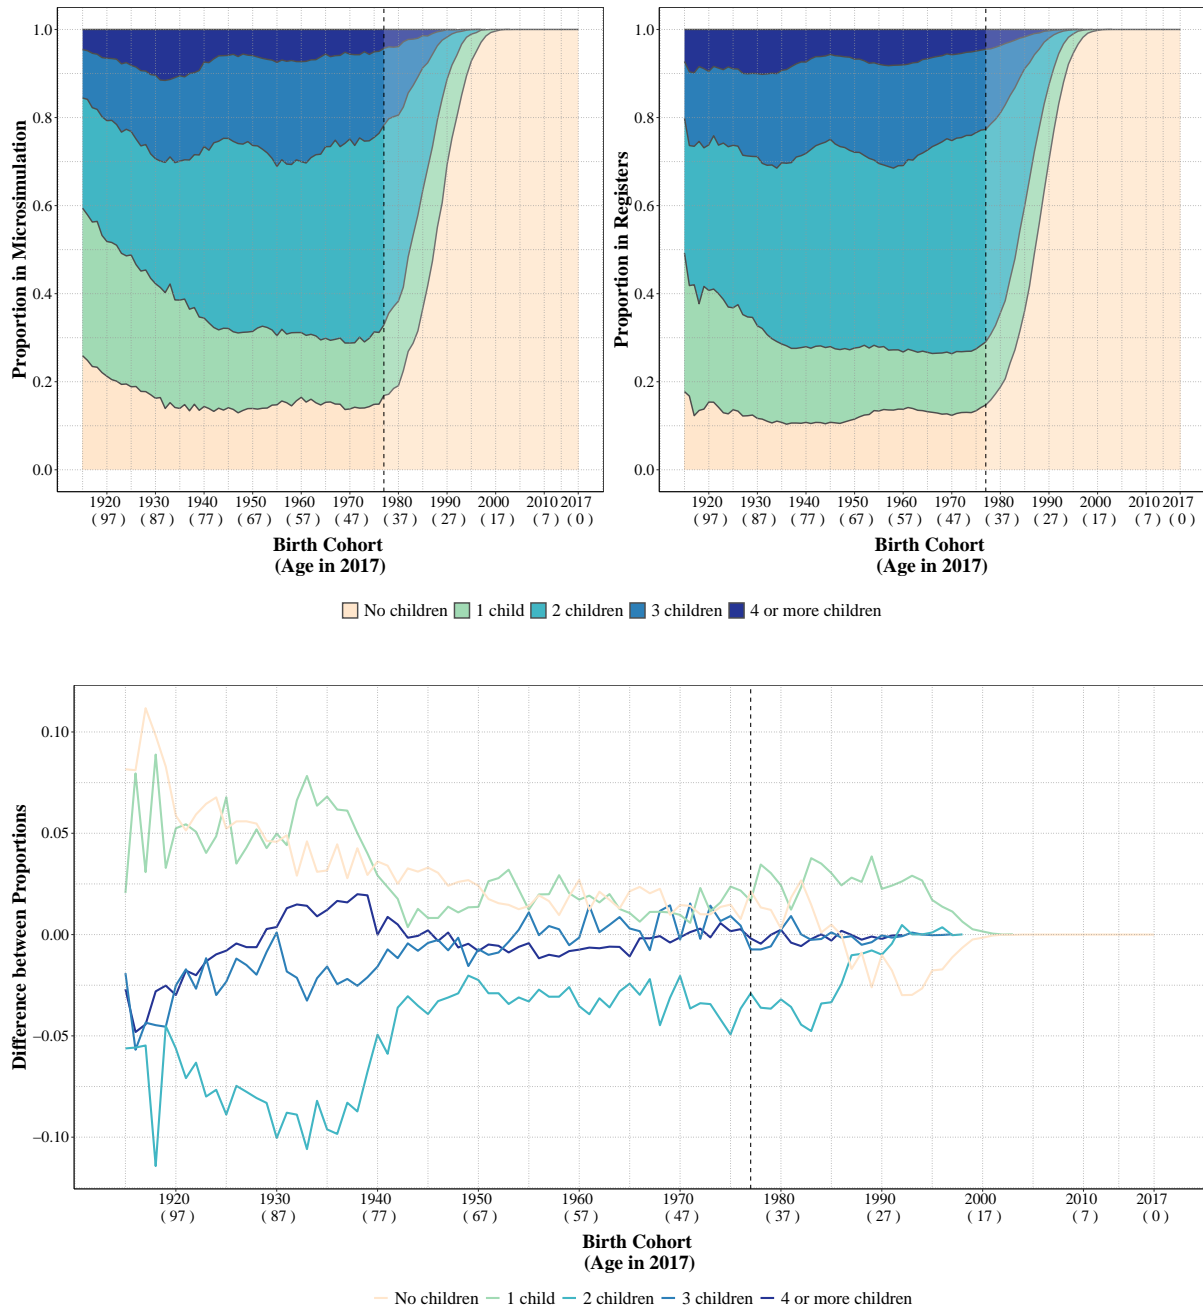 Proportion in Microsimulation
1.0
0.8
0.6
0.4
0.2
0.0
1920 1930 1940 1950 1960 1970 1980 1990 2000 2010 2017
( 97 ) ( 87 ) ( 77 ) ( 67 ) ( 57 ) ( 47 ) ( 37 ) ( 27 ) ( 17 ) ( 7 ) ( 0 )
Birth Cohort
(Age in 2017)
Proportion in Registers
1.0
0.8
0.6
0.4
0.2
0.0
1920 1930 1940 1950 1960 1970 1980 1990 2000 2010 2017
( 97 ) ( 87 ) ( 77 ) ( 67 ) ( 57 ) ( 47 ) ( 37 ) ( 27 ) ( 17 ) ( 7 ) ( 0 )
Birth Cohort
(Age in 2017)
No children 1 child 2 children 3 children 4 or more children
Difference between Proportions
0.10
0.05
0.00
−0.05
−0.10
1920 1930 1940 1950 1960 1970 1980 1990 2000 2010 2017
( 97 ) ( 87 ) ( 77 ) ( 67 ) ( 57 ) ( 47 ) ( 37 ) ( 27 ) ( 17 ) ( 7 ) ( 0 )
Birth Cohort
(Age in 2017)
No children 1 child 2 children 3 children 4 or more children